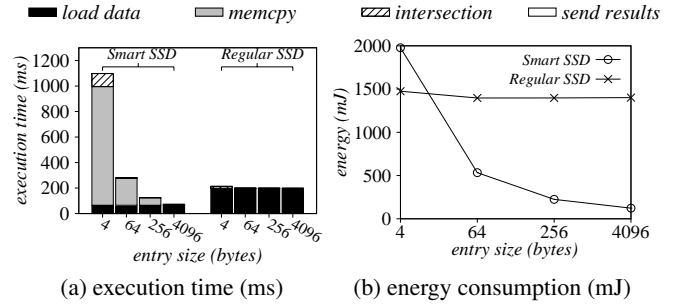 load data memcpy intersection send results
Smart SSD Regular SSD
execution time (ms)
1200
1000
800
600
400
200
0
4 64 256 4096 4 64 256 4096
entry size (bytes)
(a) execution time (ms)
Smart SSD
Regular SSD
energy (mJ)
2000
1500
1000
500
0
4 64 256 4096
entry size (bytes)
(b) energy consumption (mJ)